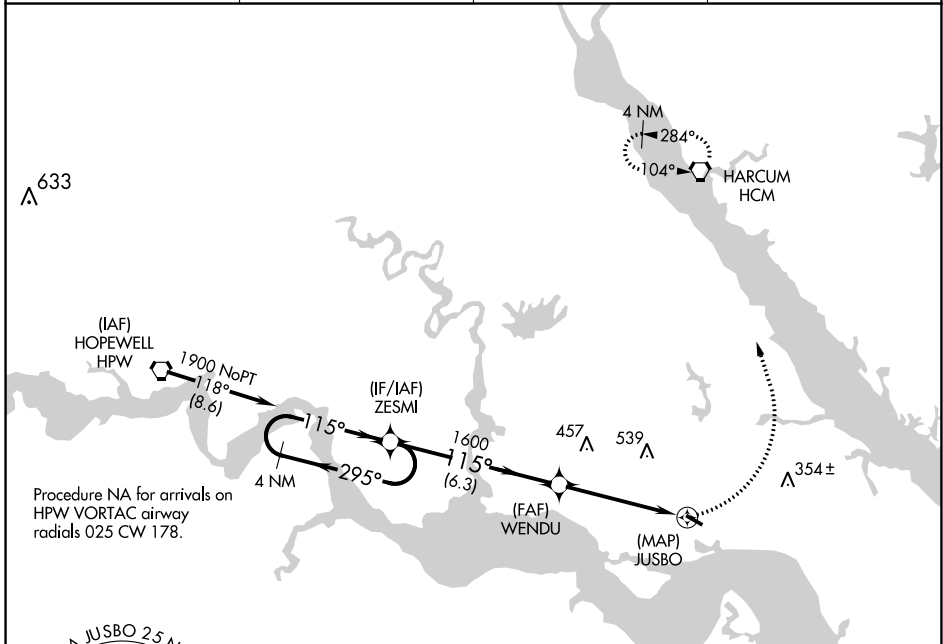 4 NM
284°
104°
HARCUM
HCM
633
(IAF)
HOPEWELL
HPW
1900 NoPT
118°
(8.6)
(IF/IAF)
ZESMI
115°
1600
115°
(6.3)
457
539
354±
295°
4 NM
(FAF)
WENDU
(MAP)
JUSBO
Procedure NA for arrivals on
HPW VORTAC airway
radials 025 CW 178.
JUSBO 25